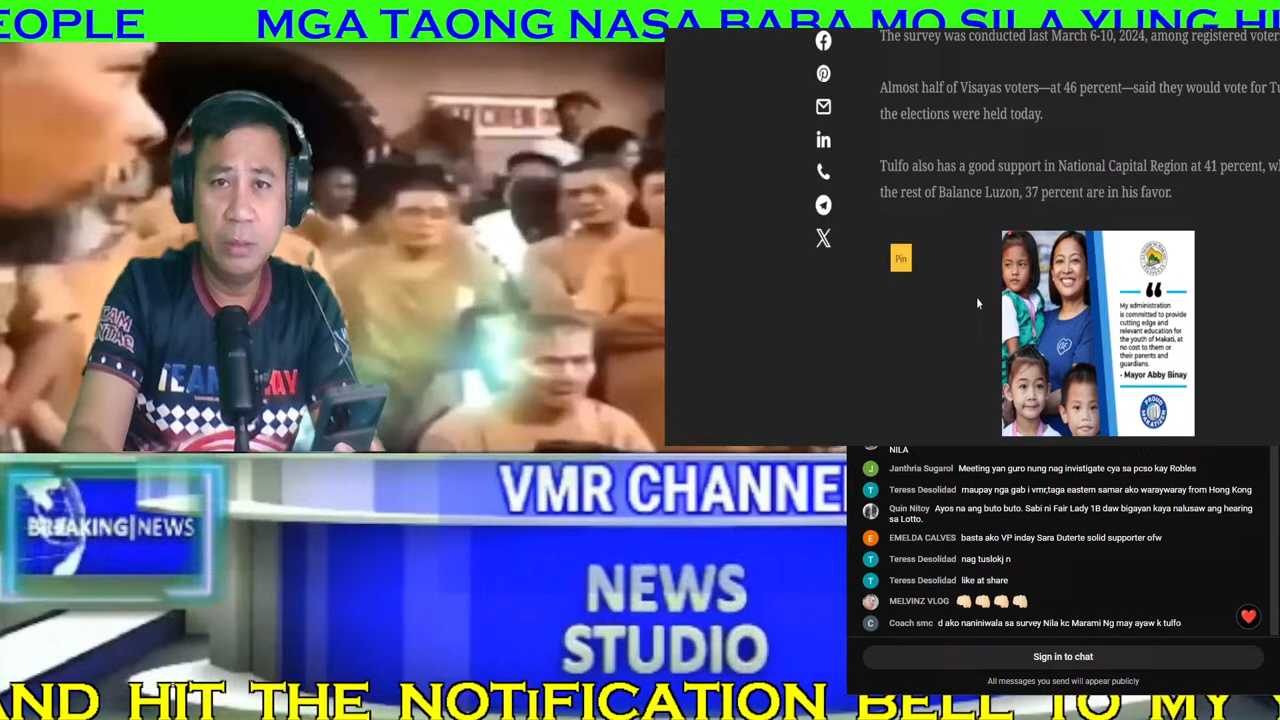 EOPLE MGA TAONG NASA BABA MO SILA YUNG
The survey was conducted last March 6-10, 2024, among registered
Almost half of Visayas voters—at 46 percent—said they would vote for
the elections were held today.
Tulfo also has a good support in National Capital Region at 41 percent,
the rest of Balance Luzon, 37 percent are in his favor.
Pin
My administration
is committed to provide
cutting edge and
relevant education for
the youth of Makati, at
no cost to them or
their parents and
guardians.
- Mayor Abby Binay
PROUD
MAKATIZEN
TEAM
TEAM
NILA
Janthria Sugarol Meeting yan guro nung nag invistigate cya sa pcso kay Robles
Teress Desolidad maupay nga gab i vmr,taga eastern samar ako waraywaray from Hong Kong
Quin Nitoy Ayos na ang buto buto. Sabi ni Fair Lady 1B daw bigayan kaya nalusaw ang hearing
sa Lotto.
EMELDA CALVES basta ako VP inday Sara Duterte solid supporter ofw
Teress Desolidad nag tuslokj n
Teress Desolidad like at share
MELVINZ VLOG 👊🏻👊🏻👊🏻👊🏻
Coach smc d ako naniniwala sa survey Nila kc Marami Ng may ayaw k tulfo
Sign in to chat
All messages you send will appear publicly
VMR CHANNE
BREAKING|NEWS
NEWS
STUDIO
AND HIT THE NOTIFICATION BELL TO MY